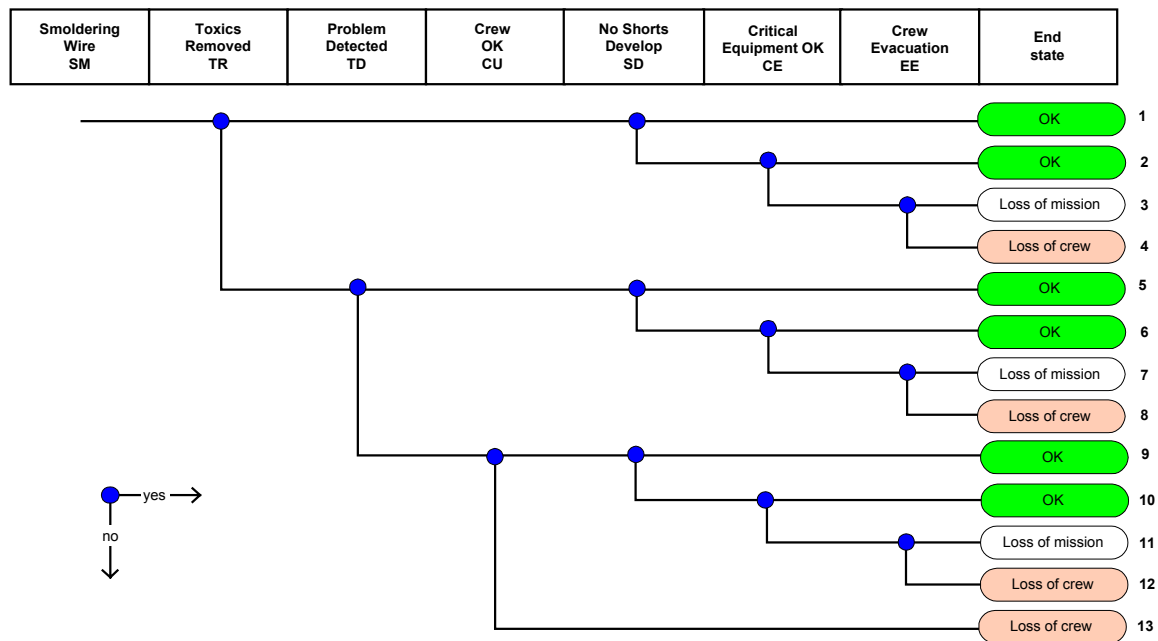 Smoldering
Wire
SM
Toxics
Removed
TR
Problem
Detected
TD
Crew
OK
CU
No Shorts
Develop
SD
Critical
Equipment OK
CE
Crew
Evacuation
EE
End
state
OK 1
OK 2
Loss of mission 3
Loss of crew 4
OK 5
OK 6
Loss of mission 7
Loss of crew 8
OK 9
OK 10
Loss of mission 11
Loss of crew 12
Loss of crew 13
yes
no